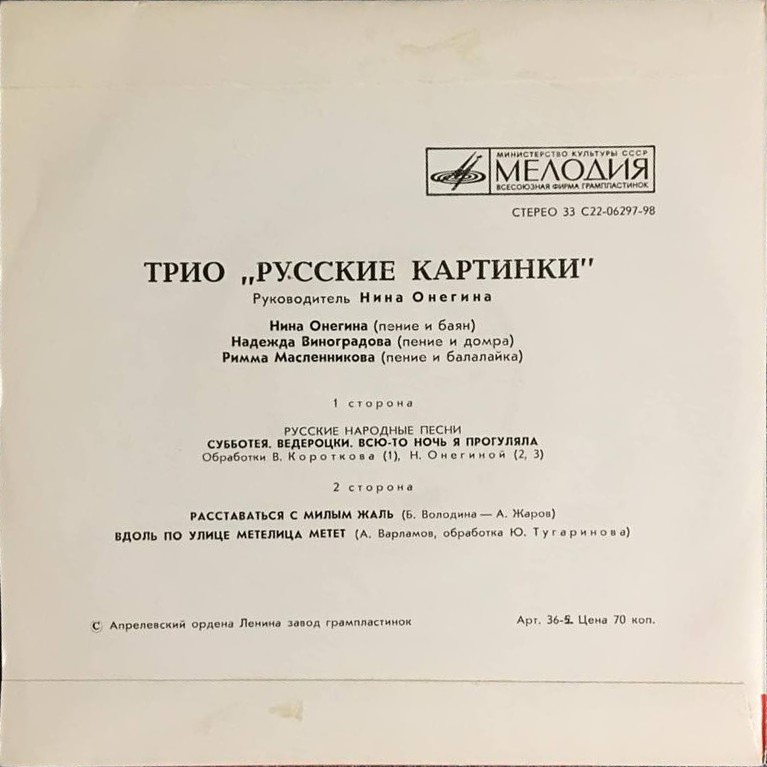 МИНИСТЕРСТВО КУЛЬТУРЫ СССР
МЕЛОДИЯ
ВСЕСОЮЗНАЯ ФИРМА ГРАМПЛАСТИНОК
СТЕРЕО 33 С22-06297-98
ТРИО „РУССКИЕ КАРТИНКИ"
Руководитель Нина Онегина
Нина Онегина (пение и баян)
Надежда Виноградова (пение и домра)
Римма Масленникова (пение и балалайка)
1 сторона
РУССКИЕ НАРОДНЫЕ ПЕСНИ
СУББОТЕЯ. ВЕДЕРОЦКИ. ВСЮ-ТО НОЧЬ Я ПРОГУЛЯЛА
Обработки В. Короткова (1), Н. Онегиной (2, 3)
2 сторона
РАССТАВАТЬСЯ С МИЛЫМ ЖАЛЬ (Б. Володина — А. Жаров)
ВДОЛЬ ПО УЛИЦЕ МЕТЕЛИЦА МЕТЕТ (А. Варламов, обработка Ю. Тугаринова)
© Апрелевский ордена Ленина завод грампластинок
Арт. 36-5. Цена 70 коп.